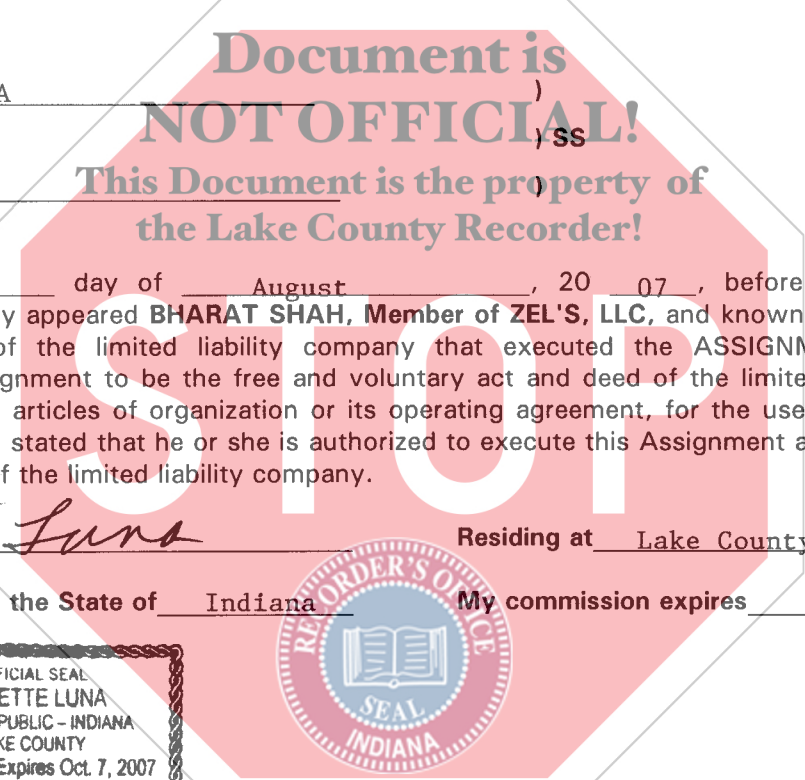 Document is
A )
NOT OFFICIAL!
) SS
This Document is the property of
)
the Lake County Recorder!
day of August , 20 07 , before
y appeared BHARAT SHAH, Member of ZEL'S, LLC, and known
of the limited liability company that executed the ASSIGNM
gnment to be the free and voluntary act and deed of the limite
articles of organization or its operating agreement, for the use
stated that he or she is authorized to execute this Assignment a
f the limited liability company.
Luna Residing at Lake County
the State of Indiana My commission expires
STOP
RECORDER'S OFFICE
SEAL
INDIANA
FICIAL SEAL
ETTE LUNA
PUBLIC – INDIANA
KE COUNTY
Expires Oct. 7, 2007